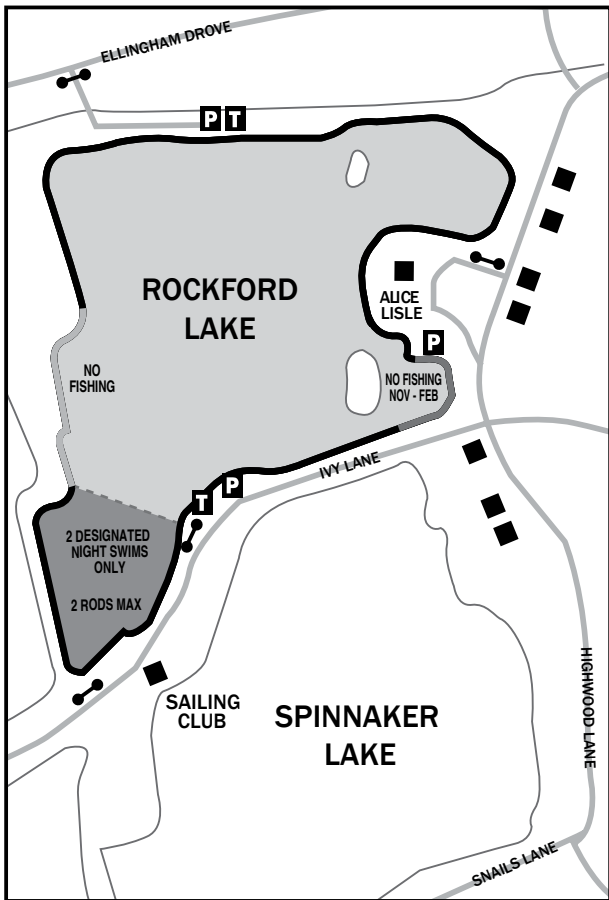 ELLINGHAM DROVE
P T
ROCKFORD
LAKE
ALICE
LISLE
P
NO
FISHING
NO FISHING
NOV - FEB
IVY LANE
T P
2 DESIGNATED
NIGHT SWIMS
ONLY
2 RODS MAX
SAILING
CLUB
SPINNAKER
LAKE
HIGHWOOD LANE
SNAILS LANE